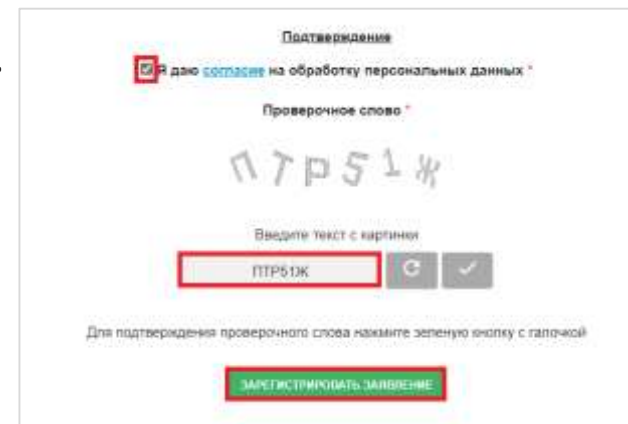 Подтверждение
Я даю согласие на обработку персональных данных *
Проверочное слово *
ПТР51Ж
Введите текст с картинки
ПТР51Ж
Для подтверждения проверочного слова нажмите зеленую кнопку с галочкой
ЗАРЕГИСТРИРОВАТЬ ЗАЯВЛЕНИЕ